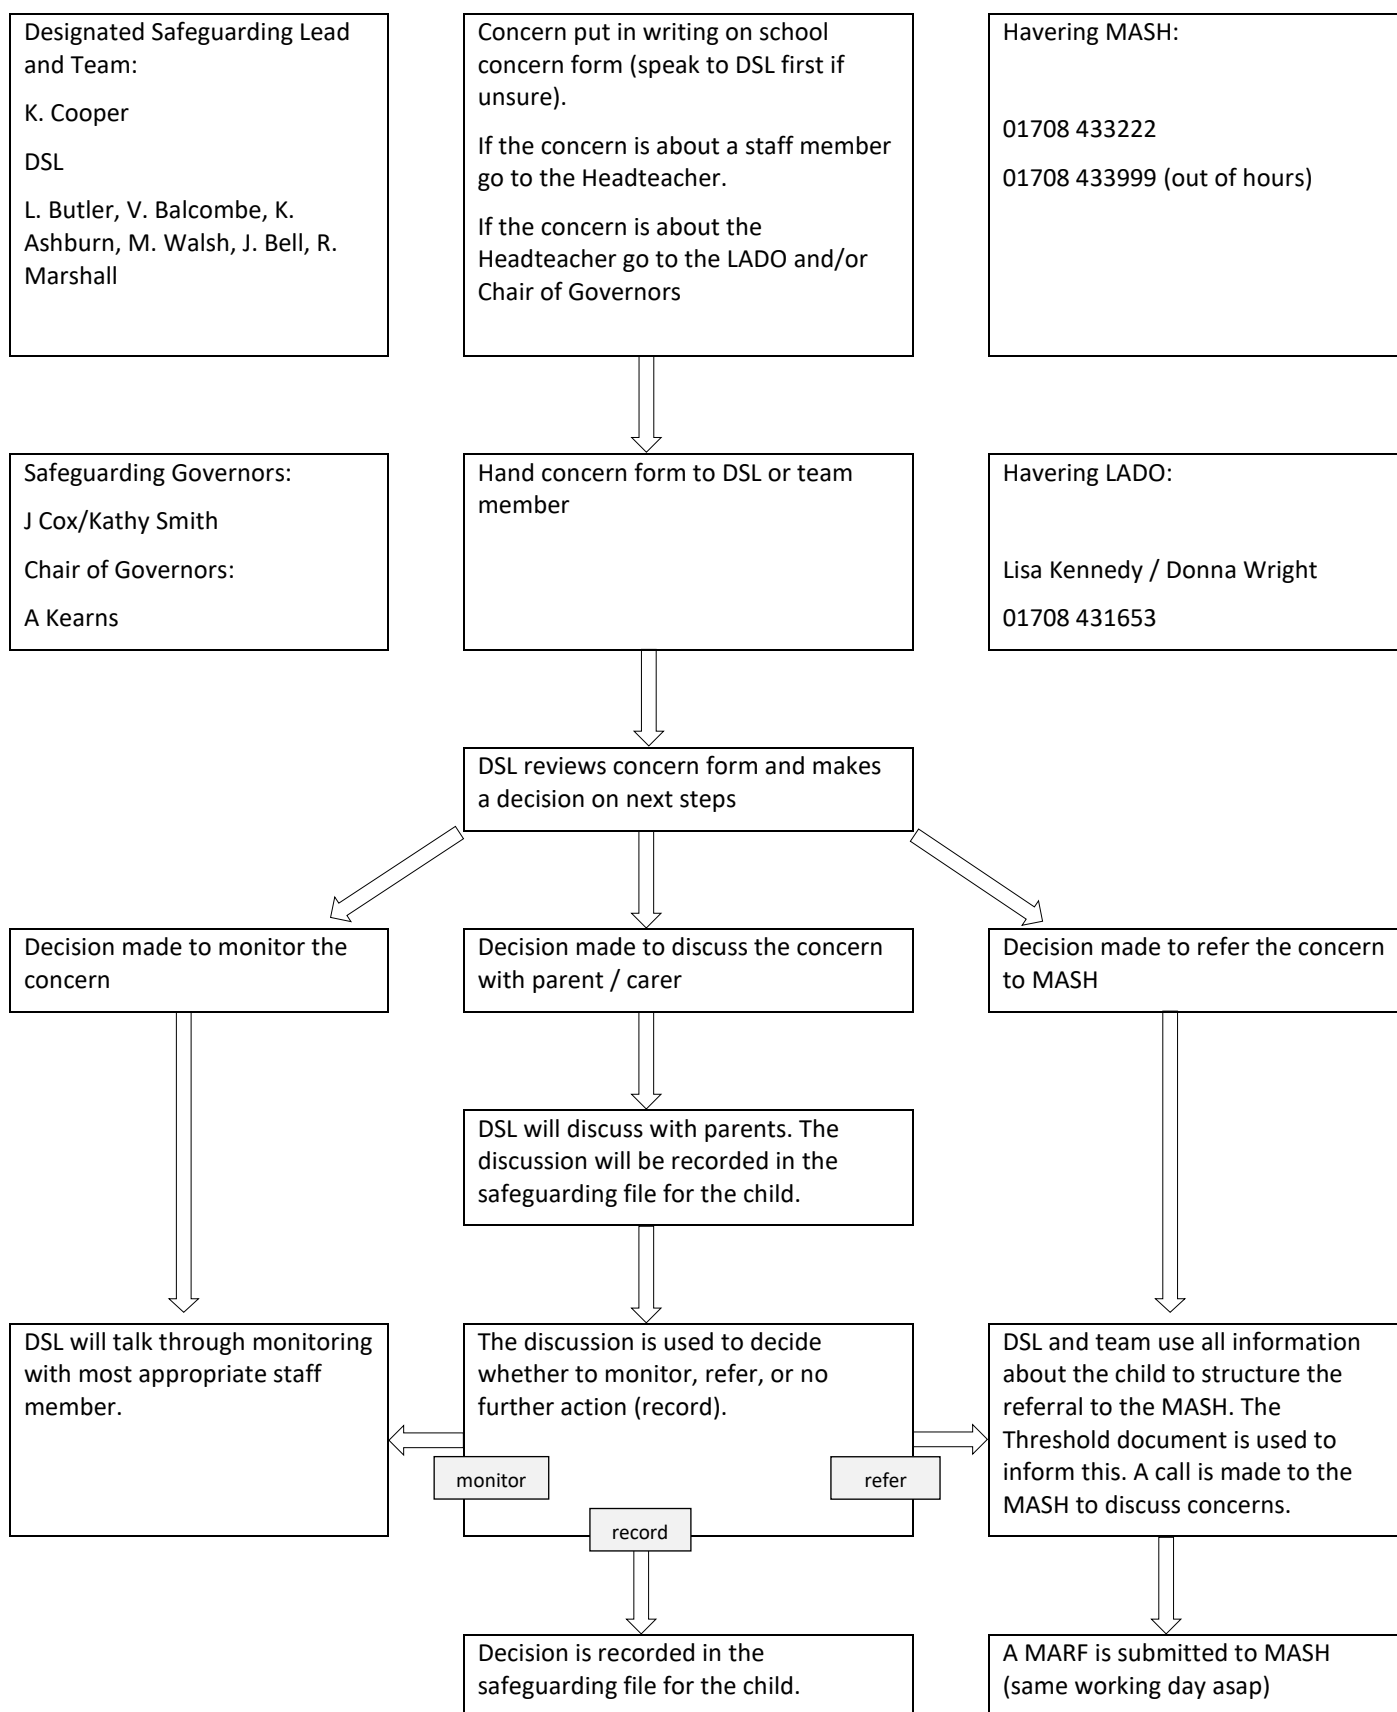 Designated Safeguarding Lead
and Team:
K. Cooper
DSL
L. Butler, V. Balcombe, K.
Ashburn, M. Walsh, J. Bell, R.
Marshall
Concern put in writing on school
concern form (speak to DSL first if
unsure).
If the concern is about a staff member
go to the Headteacher.
If the concern is about the
Headteacher go to the LADO and/or
Chair of Governors
Havering MASH:
01708 433222
01708 433999 (out of hours)
Safeguarding Governors:
J Cox/Kathy Smith
Chair of Governors:
A Kearns
Hand concern form to DSL or team
member
Havering LADO:
Lisa Kennedy / Donna Wright
01708 431653
DSL reviews concern form and makes
a decision on next steps
Decision made to monitor the
concern
Decision made to discuss the concern
with parent / carer
Decision made to refer the concern
to MASH
DSL will discuss with parents. The
discussion will be recorded in the
safeguarding file for the child.
DSL will talk through monitoring
with most appropriate staff
member.
The discussion is used to decide
whether to monitor, refer, or no
further action (record).
monitor
refer
record
DSL and team use all information
about the child to structure the
referral to the MASH. The
Threshold document is used to
inform this. A call is made to the
MASH to discuss concerns.
Decision is recorded in the
safeguarding file for the child.
A MARF is submitted to MASH
(same working day asap)